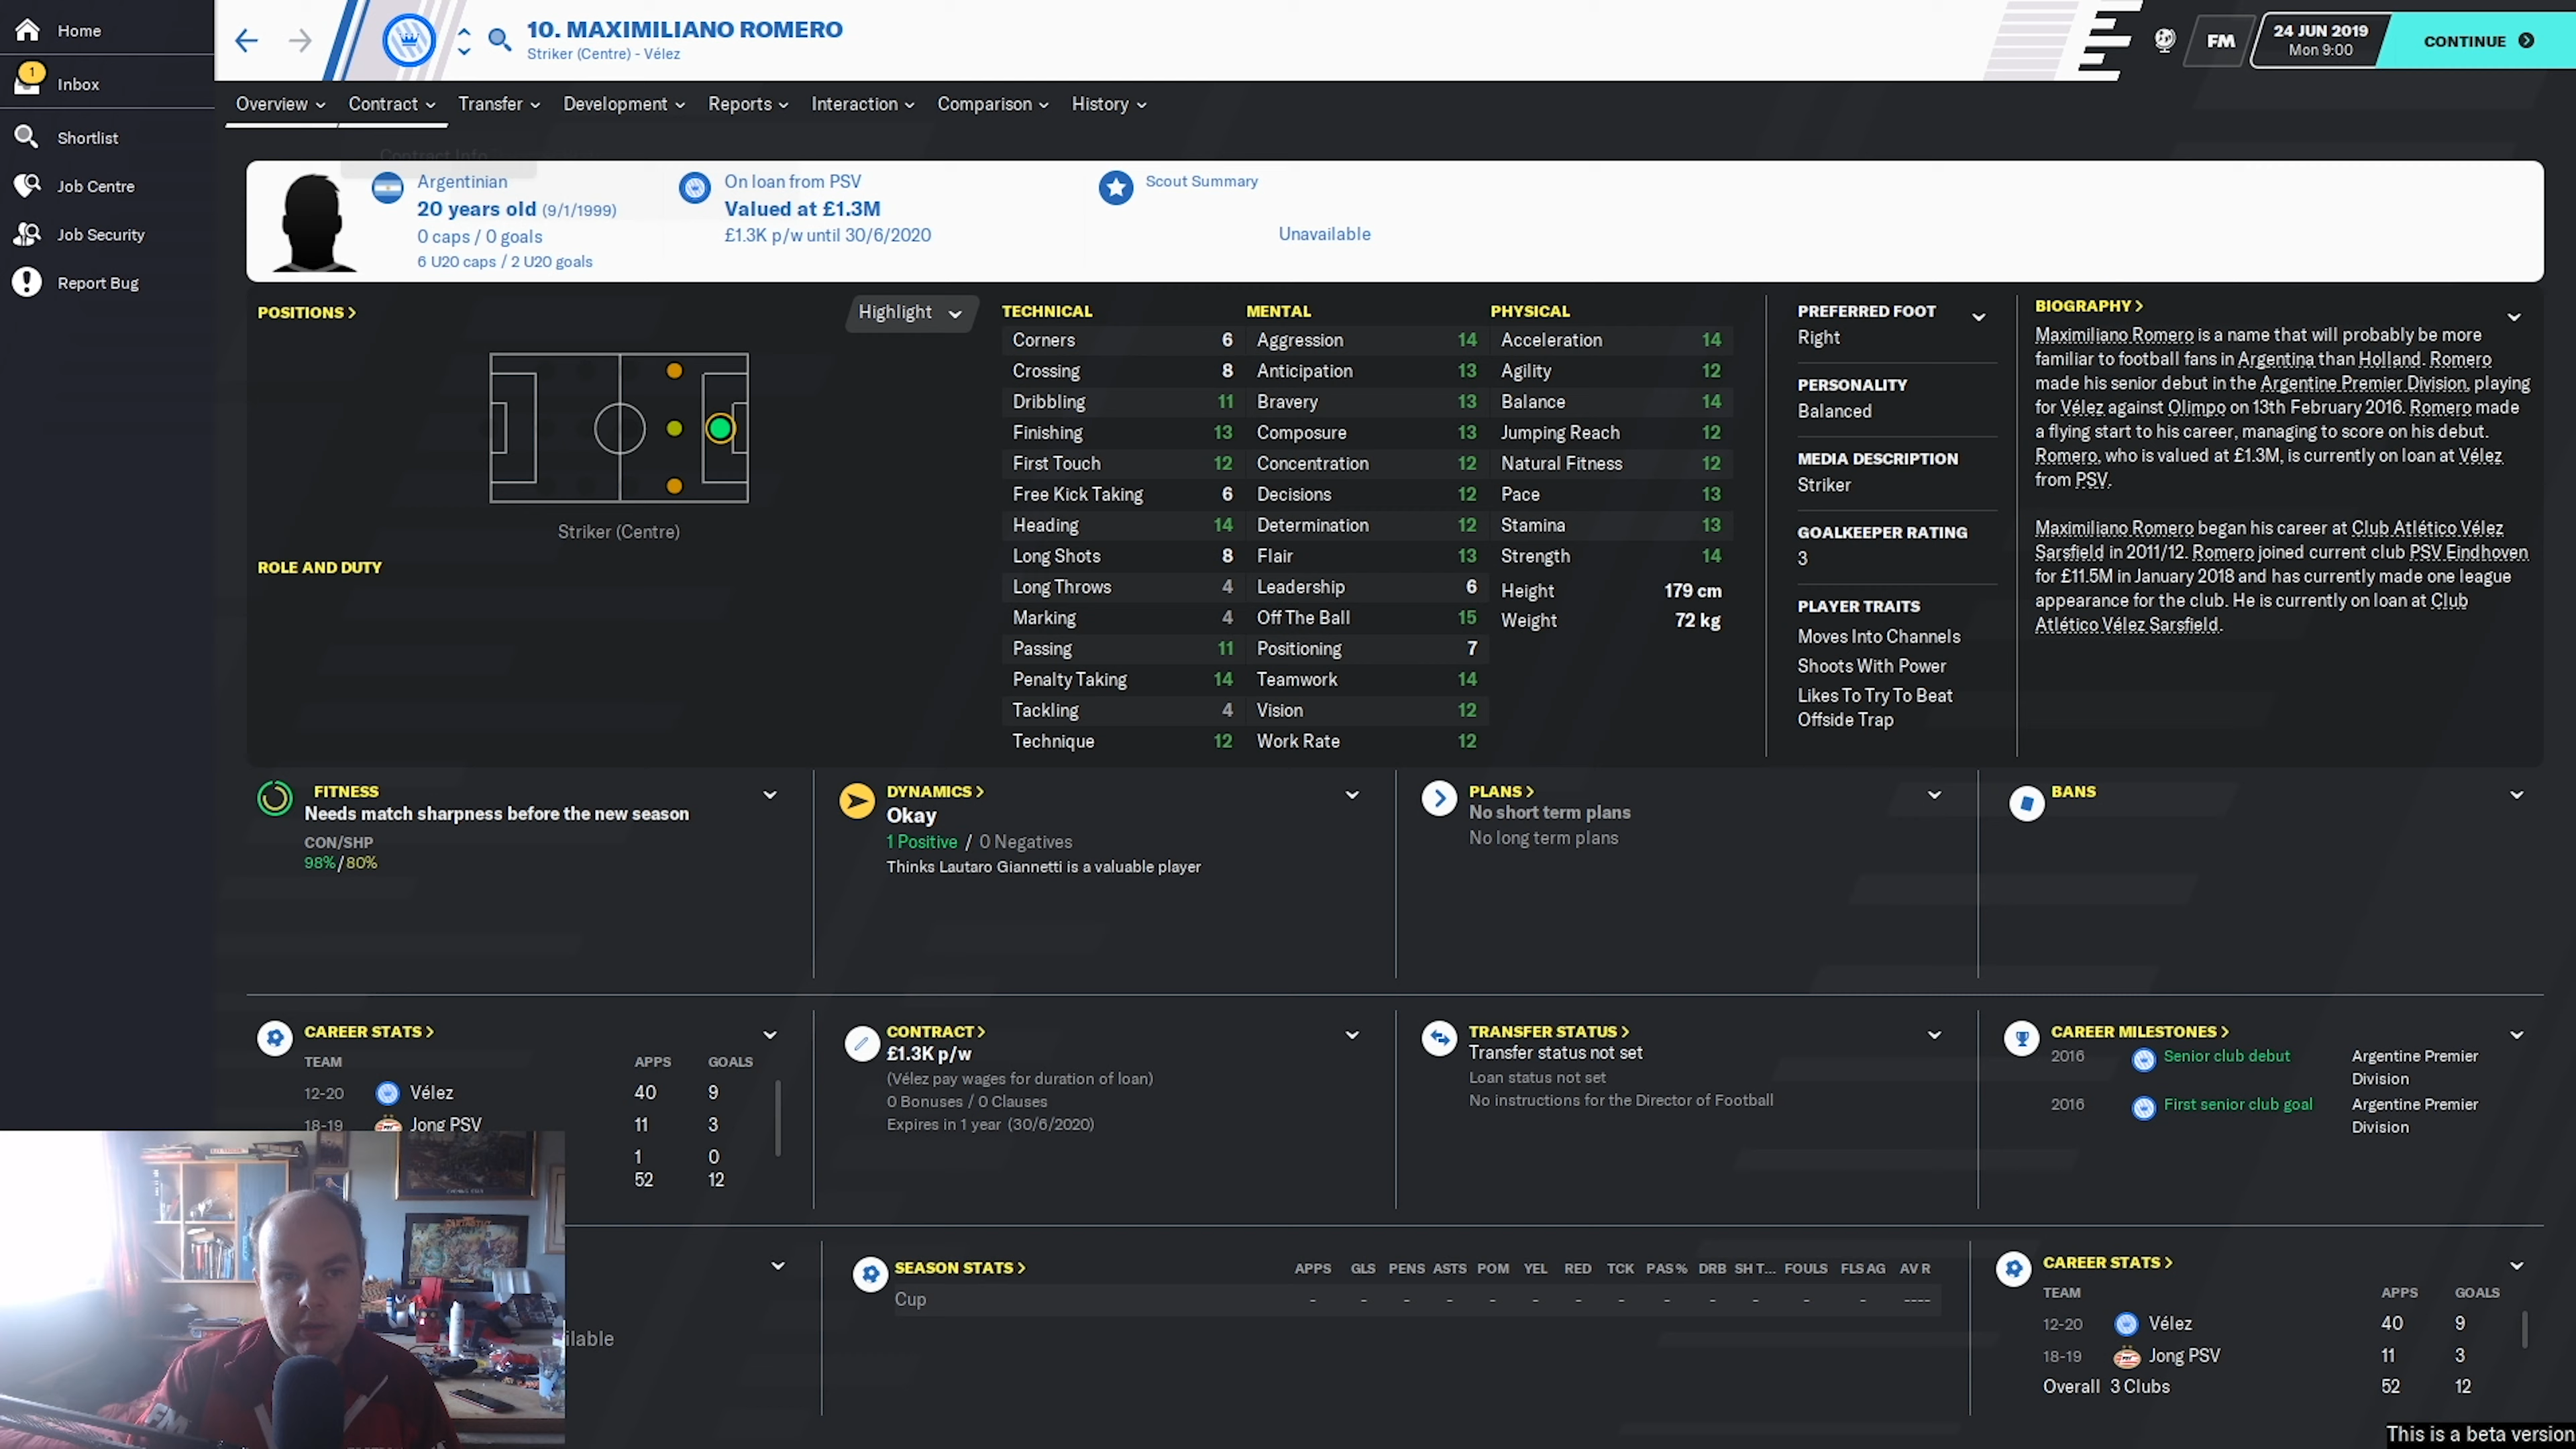 Home
Inbox
1
Shortlist
Job Centre
Job Security
Report Bug
10. MAXIMILIANO ROMERO
Striker (Centre) - Vélez
FM
24 JUN 2019
Mon 9:00
CONTINUE
Overview
Contract
Transfer
Development
Reports
Interaction
Comparison
History
Contract Info
Argentinian
20 years old (9/1/1999)
0 caps / 0 goals
6 U20 caps / 2 U20 goals
On loan from PSV
Valued at £1.3M
£1.3K p/w until 30/6/2020
Scout Summary
Unavailable
POSITIONS >
Highlight
Striker (Centre)
ROLE AND DUTY
TECHNICAL
Corners 6
Crossing 8
Dribbling 11
Finishing 13
First Touch 12
Free Kick Taking 6
Heading 14
Long Shots 8
Long Throws 4
Marking 4
Passing 11
Penalty Taking 14
Tackling 4
Technique 12
MENTAL
Aggression 14
Anticipation 13
Bravery 13
Composure 13
Concentration 12
Decisions 12
Determination 12
Flair 13
Leadership 6
Off The Ball 15
Positioning 7
Teamwork 14
Vision 12
Work Rate 12
PHYSICAL
Acceleration 14
Agility 12
Balance 14
Jumping Reach 12
Natural Fitness 12
Pace 13
Stamina 13
Strength 14
Height 179 cm
Weight 72 kg
PREFERRED FOOT
Right
PERSONALITY
Balanced
MEDIA DESCRIPTION
Striker
GOALKEEPER RATING
3
PLAYER TRAITS
Moves Into Channels
Shoots With Power
Likes To Try To Beat
Offside Trap
BIOGRAPHY >
Maximiliano Romero is a name that will probably be more
familiar to football fans in Argentina than Holland. Romero
made his senior debut in the Argentine Premier Division, playing
for Vélez against Olimpo on 13th February 2016. Romero made
a flying start to his career, managing to score on his debut.
Romero, who is valued at £1.3M, is currently on loan at Vélez
from PSV.
Maximiliano Romero began his career at Club Atlético Vélez
Sarsfield in 2011/12. Romero joined current club PSV Eindhoven
for £11.5M in January 2018 and has currently made one league
appearance for the club. He is currently on loan at Club
Atlético Vélez Sarsfield.
FITNESS
Needs match sharpness before the new season
CON/SHP
98%/80%
DYNAMICS >
Okay
1 Positive / 0 Negatives
Thinks Lautaro Giannetti is a valuable player
PLANS >
No short term plans
No long term plans
BANS
CAREER STATS >
TEAM APPS GOALS
12-20 Vélez 40 9
18-19 Jong PSV 11 3
1 0
52 12
CONTRACT >
£1.3K p/w
(Vélez pay wages for duration of loan)
0 Bonuses / 0 Clauses
Expires in 1 year (30/6/2020)
TRANSFER STATUS >
Transfer status not set
Loan status not set
No instructions for the Director of Football
CAREER MILESTONES >
2016 Senior club debut Argentine Premier
Division
2016 First senior club goal Argentine Premier
Division
ilable
SEASON STATS >
APPS GLS PENS ASTS POM YEL RED TCK PAS% DRB SH T... FOULS FLS AG AV R
Cup - - - - - - - - - - - - - ----
CAREER STATS >
TEAM APPS GOALS
12-20 Vélez 40 9
18-19 Jong PSV 11 3
Overall 3 Clubs 52 12
This is a beta version